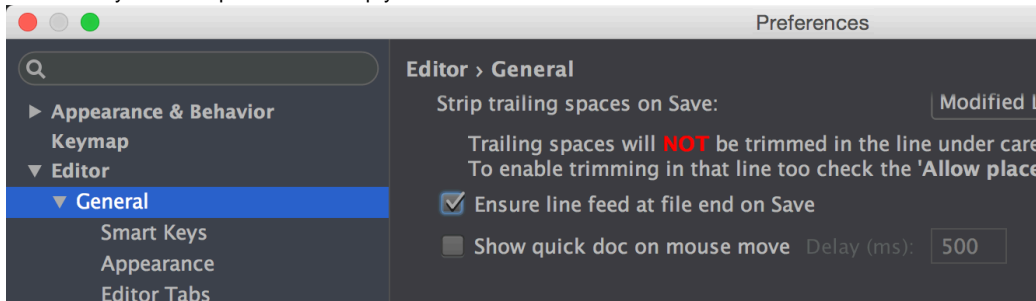 Preferences
Appearance & Behavior
Keymap
Editor
General
Smart Keys
Appearance
Editor Tabs
Editor › General
Strip trailing spaces on Save:
Modified
Trailing spaces will NOT be trimmed in the line under
To enable trimming in that line too check the 'Allow
Ensure line feed at file end on Save
Show quick doc on mouse move Delay (ms): 500